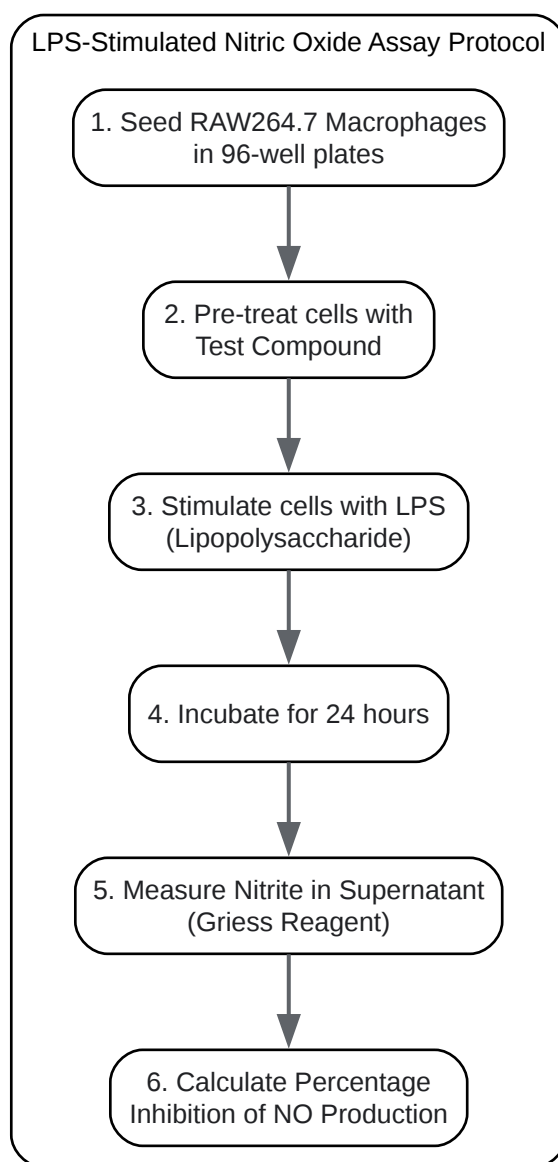 LPS-Stimulated Nitric Oxide Assay Protocol
1. Seed RAW264.7 Macrophages
in 96-well plates
2. Pre-treat cells with
Test Compound
3. Stimulate cells with LPS
(Lipopolysaccharide)
4. Incubate for 24 hours
5. Measure Nitrite in Supernatant
(Griess Reagent)
6. Calculate Percentage
Inhibition of NO Production